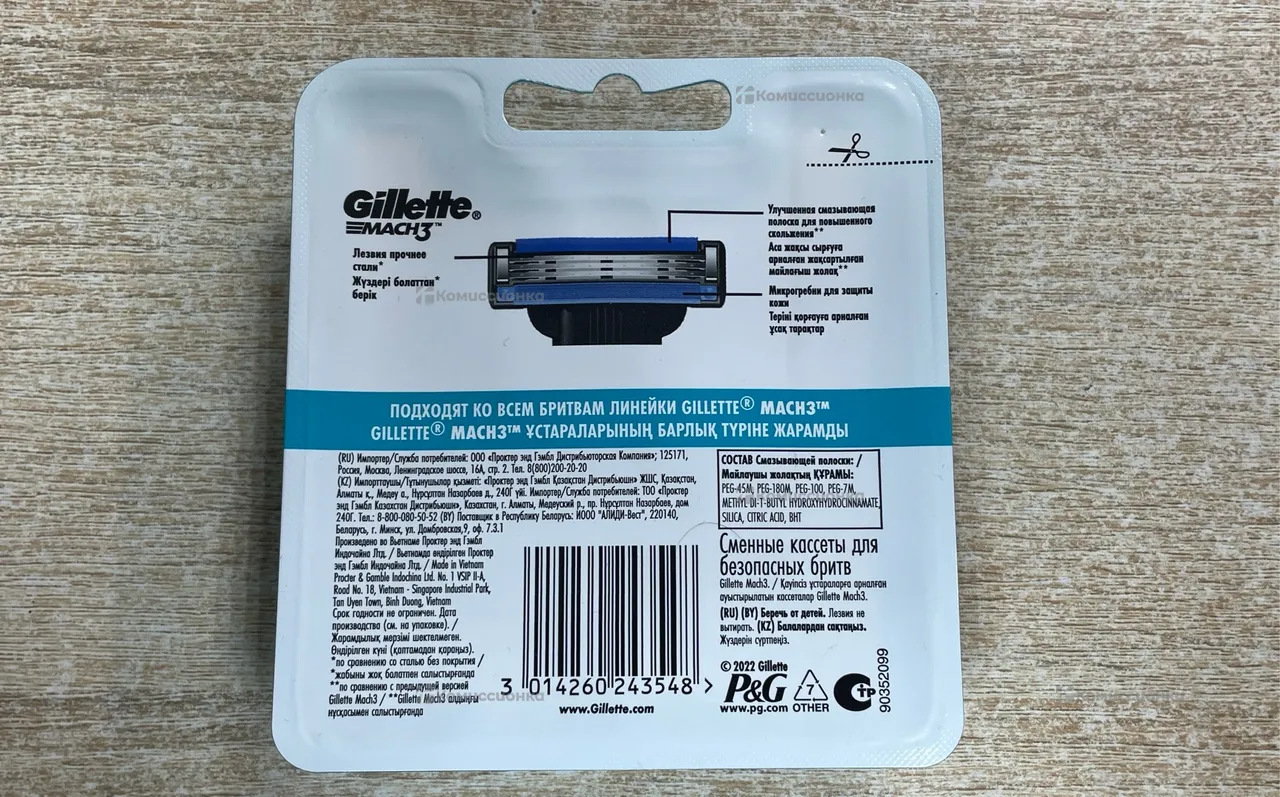 Комиссионка
Gillette®
MACH3™
Лезвия прочнее
стали*
Жүздері болаттан*
берік
Комиссионка
Улучшенная смазывающая
полоска для повышенного
скольжения**
Аса жақсы сырғуға
арналған жақсартылған
майлағыш жолақ**
Микрогребни для защиты
кожи
Теріні қорғауға арналған
ұсақ тарақтар
ПОДХОДЯТ КО ВСЕМ БРИТВАМ ЛИНЕЙКИ GILLETTE® MACH3™
GILLETTE® MACH3™ ҰСТАРАЛАРЫНЫҢ БАРЛЫҚ ТҮРІНЕ ЖАРАМДЫ
(RU) Импортер/Служба потребителей: ООО «Проктер энд Гэмбл Дистрибьюторская Компания»; 125171,
Россия, Москва, Ленинградское шоссе, 16А, стр. 2. Тел. 8(800)200-20-20
(KZ) Импорттаушы/Тұтынушылар қызметі: «Проктер энд Гэмбл Қазақстан Дистрибьюшн» ЖШС, Қазақстан,
Алматы қ., Медеу а., Нұрсұлтан Назарбаев д., 240Г үйі. Импортер/Служба потребителей: ТОО «Проктер
энд Гэмбл Казахстан Дистрибьюшн», Казахстан, г. Алматы, Медеуский р., пр. Нурсултан Назарбаев, дом
240Г. Тел.: 8-800-080-50-52 (BY) Поставщик в Республику Беларусь: ИООО "АЛИДИ-Вест", 220140,
Беларусь, г. Минск, ул. Домбровская,9, оф. 7.3.1
Произведено во Вьетнаме Проктер энд Гэмбл
Индочайна Лтд. / Вьетнамда өндірілген Проктер
энд Гэмбл Индочайна Лтд. / Made in Vietnam
Procter & Gamble Indochina Ltd. No. 1 VSIP II-A,
Road No. 18, Vietnam - Singapore Industrial Park,
Tan Uyen Town, Binh Duong, Vietnam
Срок годности не ограничен. Дата
производства (см. на упаковке). /
Жарамдылық мерзімі шектелмеген.
Өндірілген күні (қаптамадан қараңыз).
*по сравнению со сталью без покрытия /
*жабыны жоқ болатпен салыстырғанда
**по сравнению с предыдущей версией
Gillette Mach3 / **Gillette Mach3 алдыңғы
нұсқасымен салыстырғанда
Комиссионка
3 014260 243548 >
www.Gillette.com
СОСТАВ Смазывающей полоски: /
Майлаушы жолақтың ҚҰРАМЫ:
PEG-45M, PEG-180M, PEG-100, PEG-7M,
METHYL DI-T-BUTYL HYDROXYHYDROCINNAMATE,
SILICA, CITRIC ACID, BHT
Комиссионка
Сменные кассеты для
безопасных бритв
Gillette Mach3. / Қауіпсіз ұстараларға арналған
ауыстырылатын кассеталар Gillette Mach3.
(RU) (BY) Беречь от детей. Лезвия не
вытирать. (KZ) Балалардан сақтаңыз.
Жүздерін сүртпеңіз.
© 2022 Gillette
P&G
www.pg.com
7
OTHER
90352099